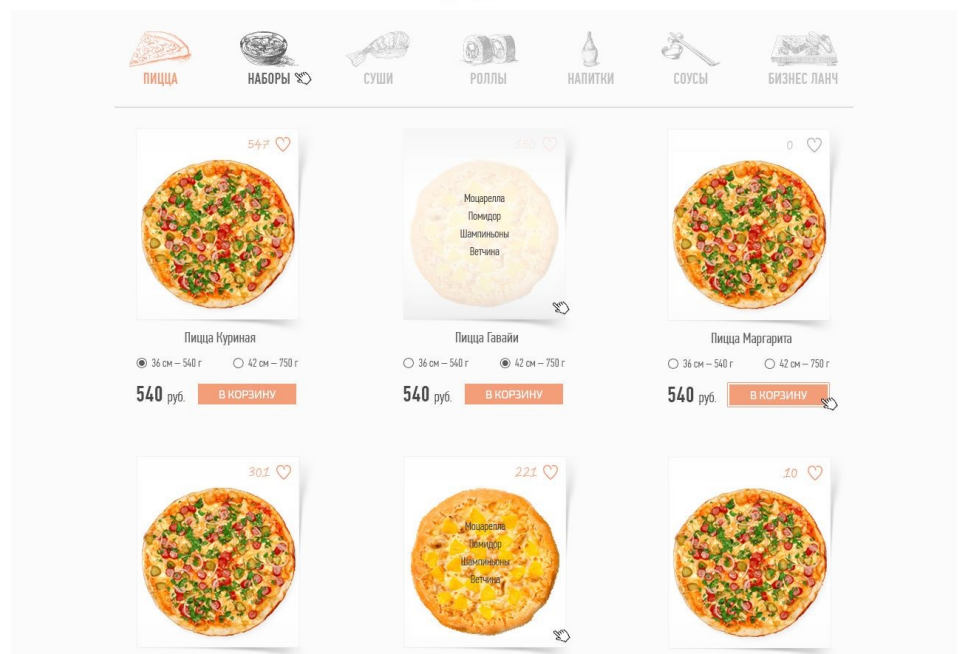 ПИЦЦА НАБОРЫ СУШИ РОЛЛЫ НАПИТКИ СОУСЫ БИЗНЕС ЛАНЧ
547 330 0
Моцарелла
Помидор
Шампиньоны
Ветчина
Пицца Куриная Пицца Гавайи Пицца Маргарита
36 см – 540 г 42 см – 750 г 36 см – 540 г 42 см – 750 г 36 см – 540 г 42 см – 750 г
540 руб. В КОРЗИНУ 540 руб. В КОРЗИНУ 540 руб. В КОРЗИНУ
301 221 10
Моцарелла
Помидор
Шампиньоны
Ветчина